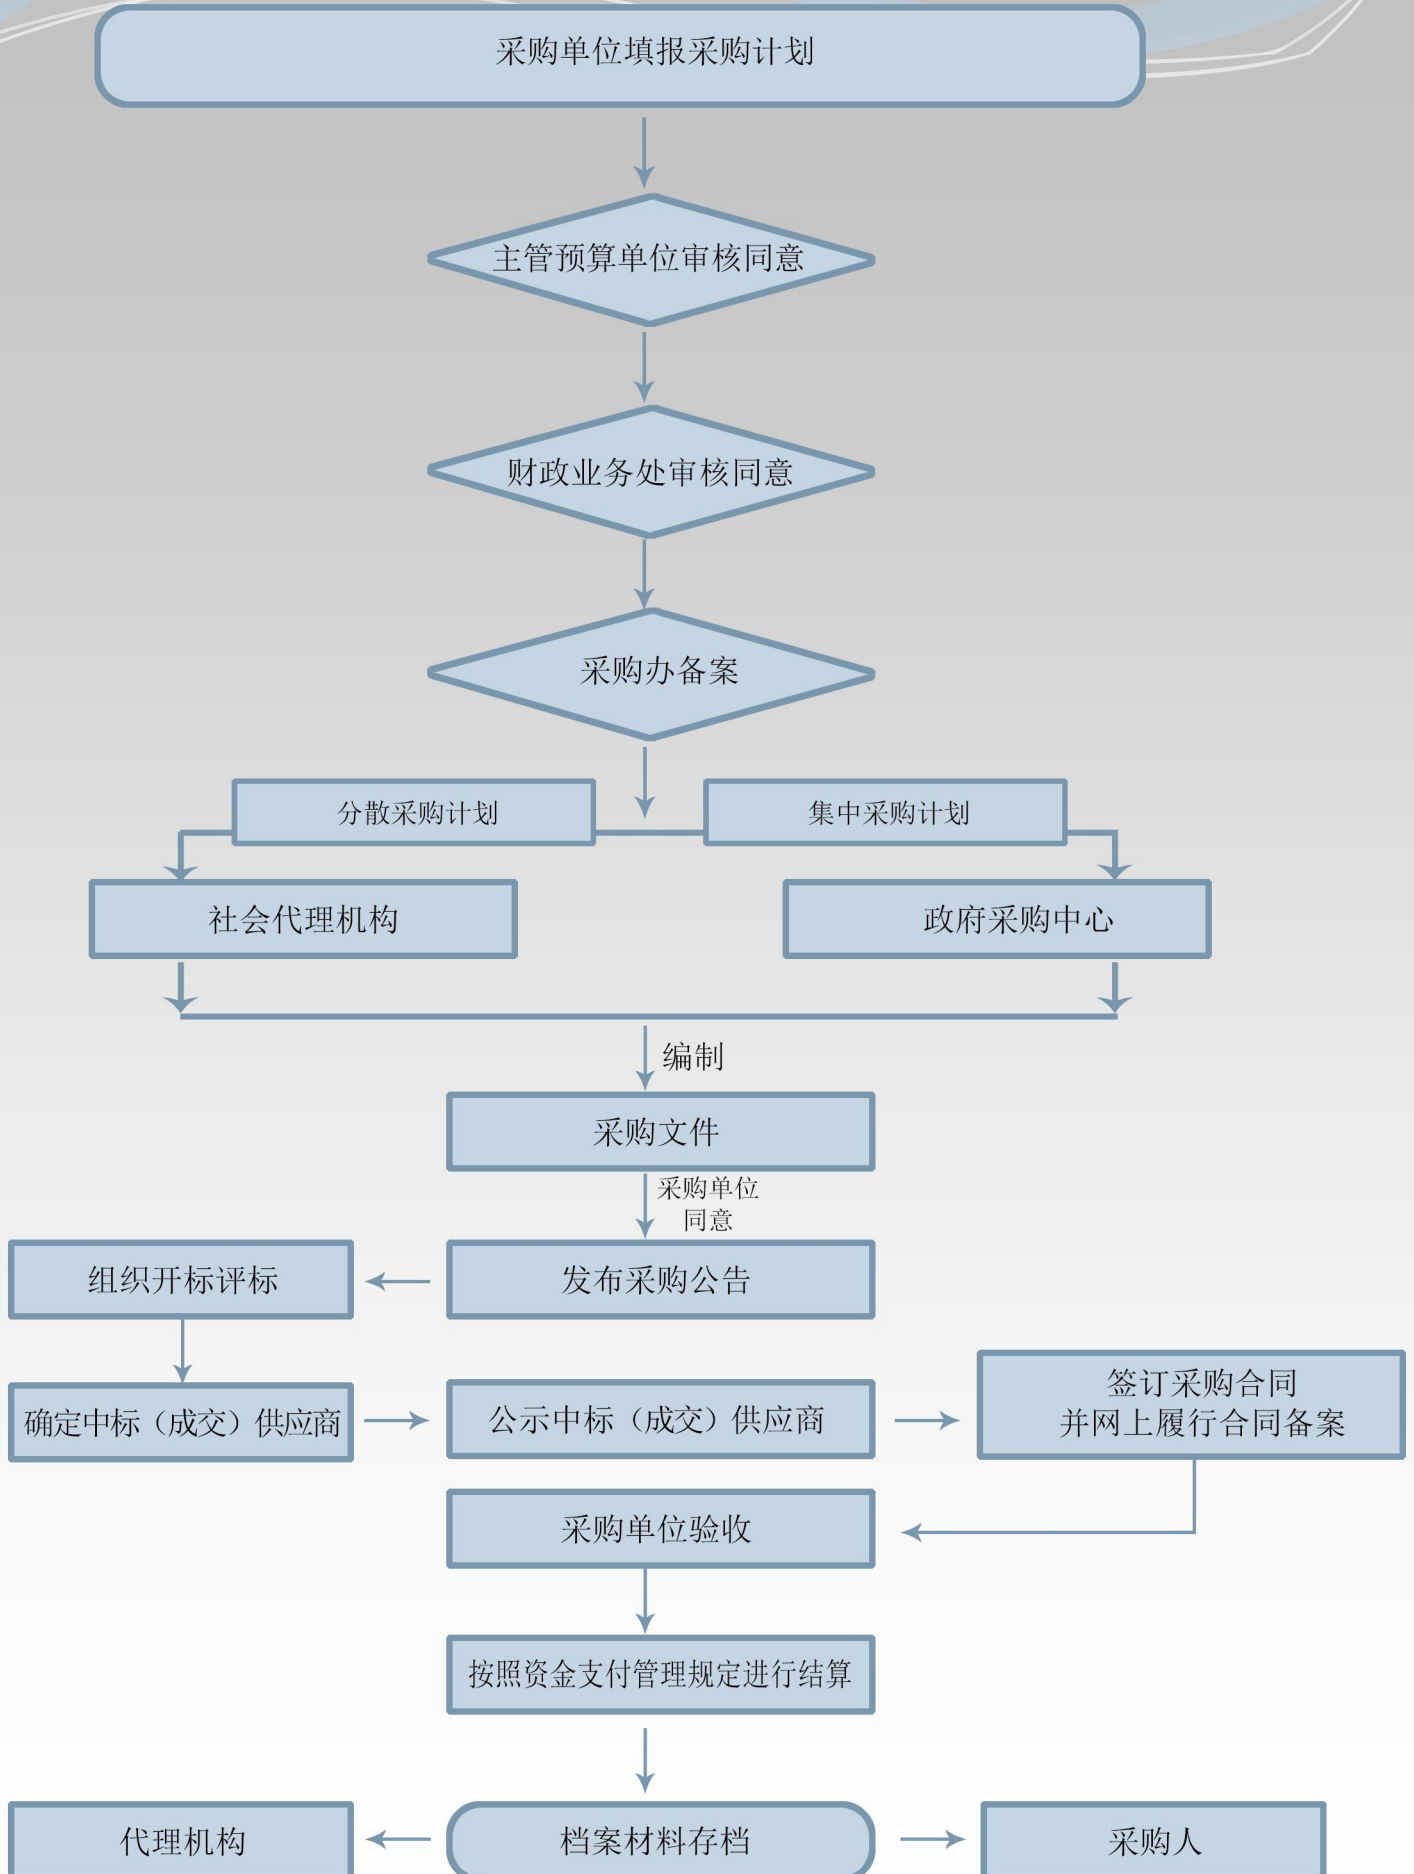 采购单位填报采购计划
主管预算单位审核同意
财政业务处审核同意
采购办备案
分散采购计划
集中采购计划
社会代理机构
政府采购中心
编制
采购文件
采购单位
同意
组织开标评标
发布采购公告
确定中标（成交）供应商
公示中标（成交）供应商
签订采购合同
并网上履行合同备案
采购单位验收
按照资金支付管理规定进行结算
代理机构
档案材料存档
采购人